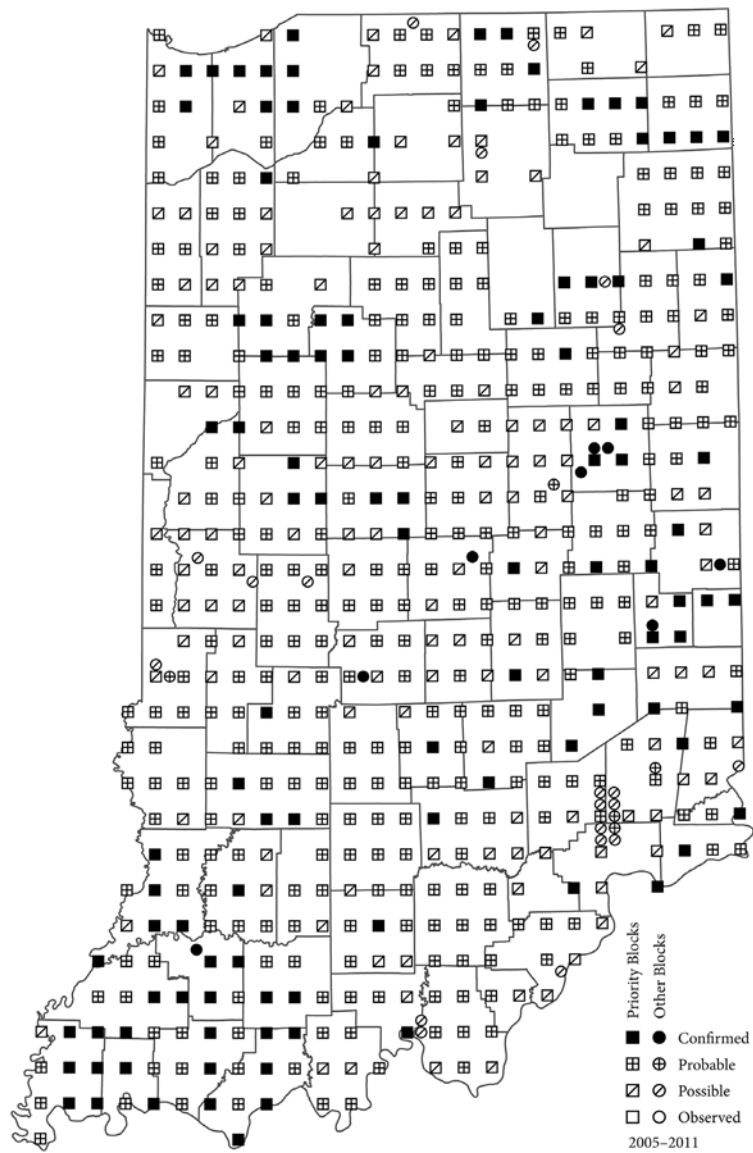 Priority Blocks
Other Blocks
Confirmed
Probable
Possible
Observed
2005–2011